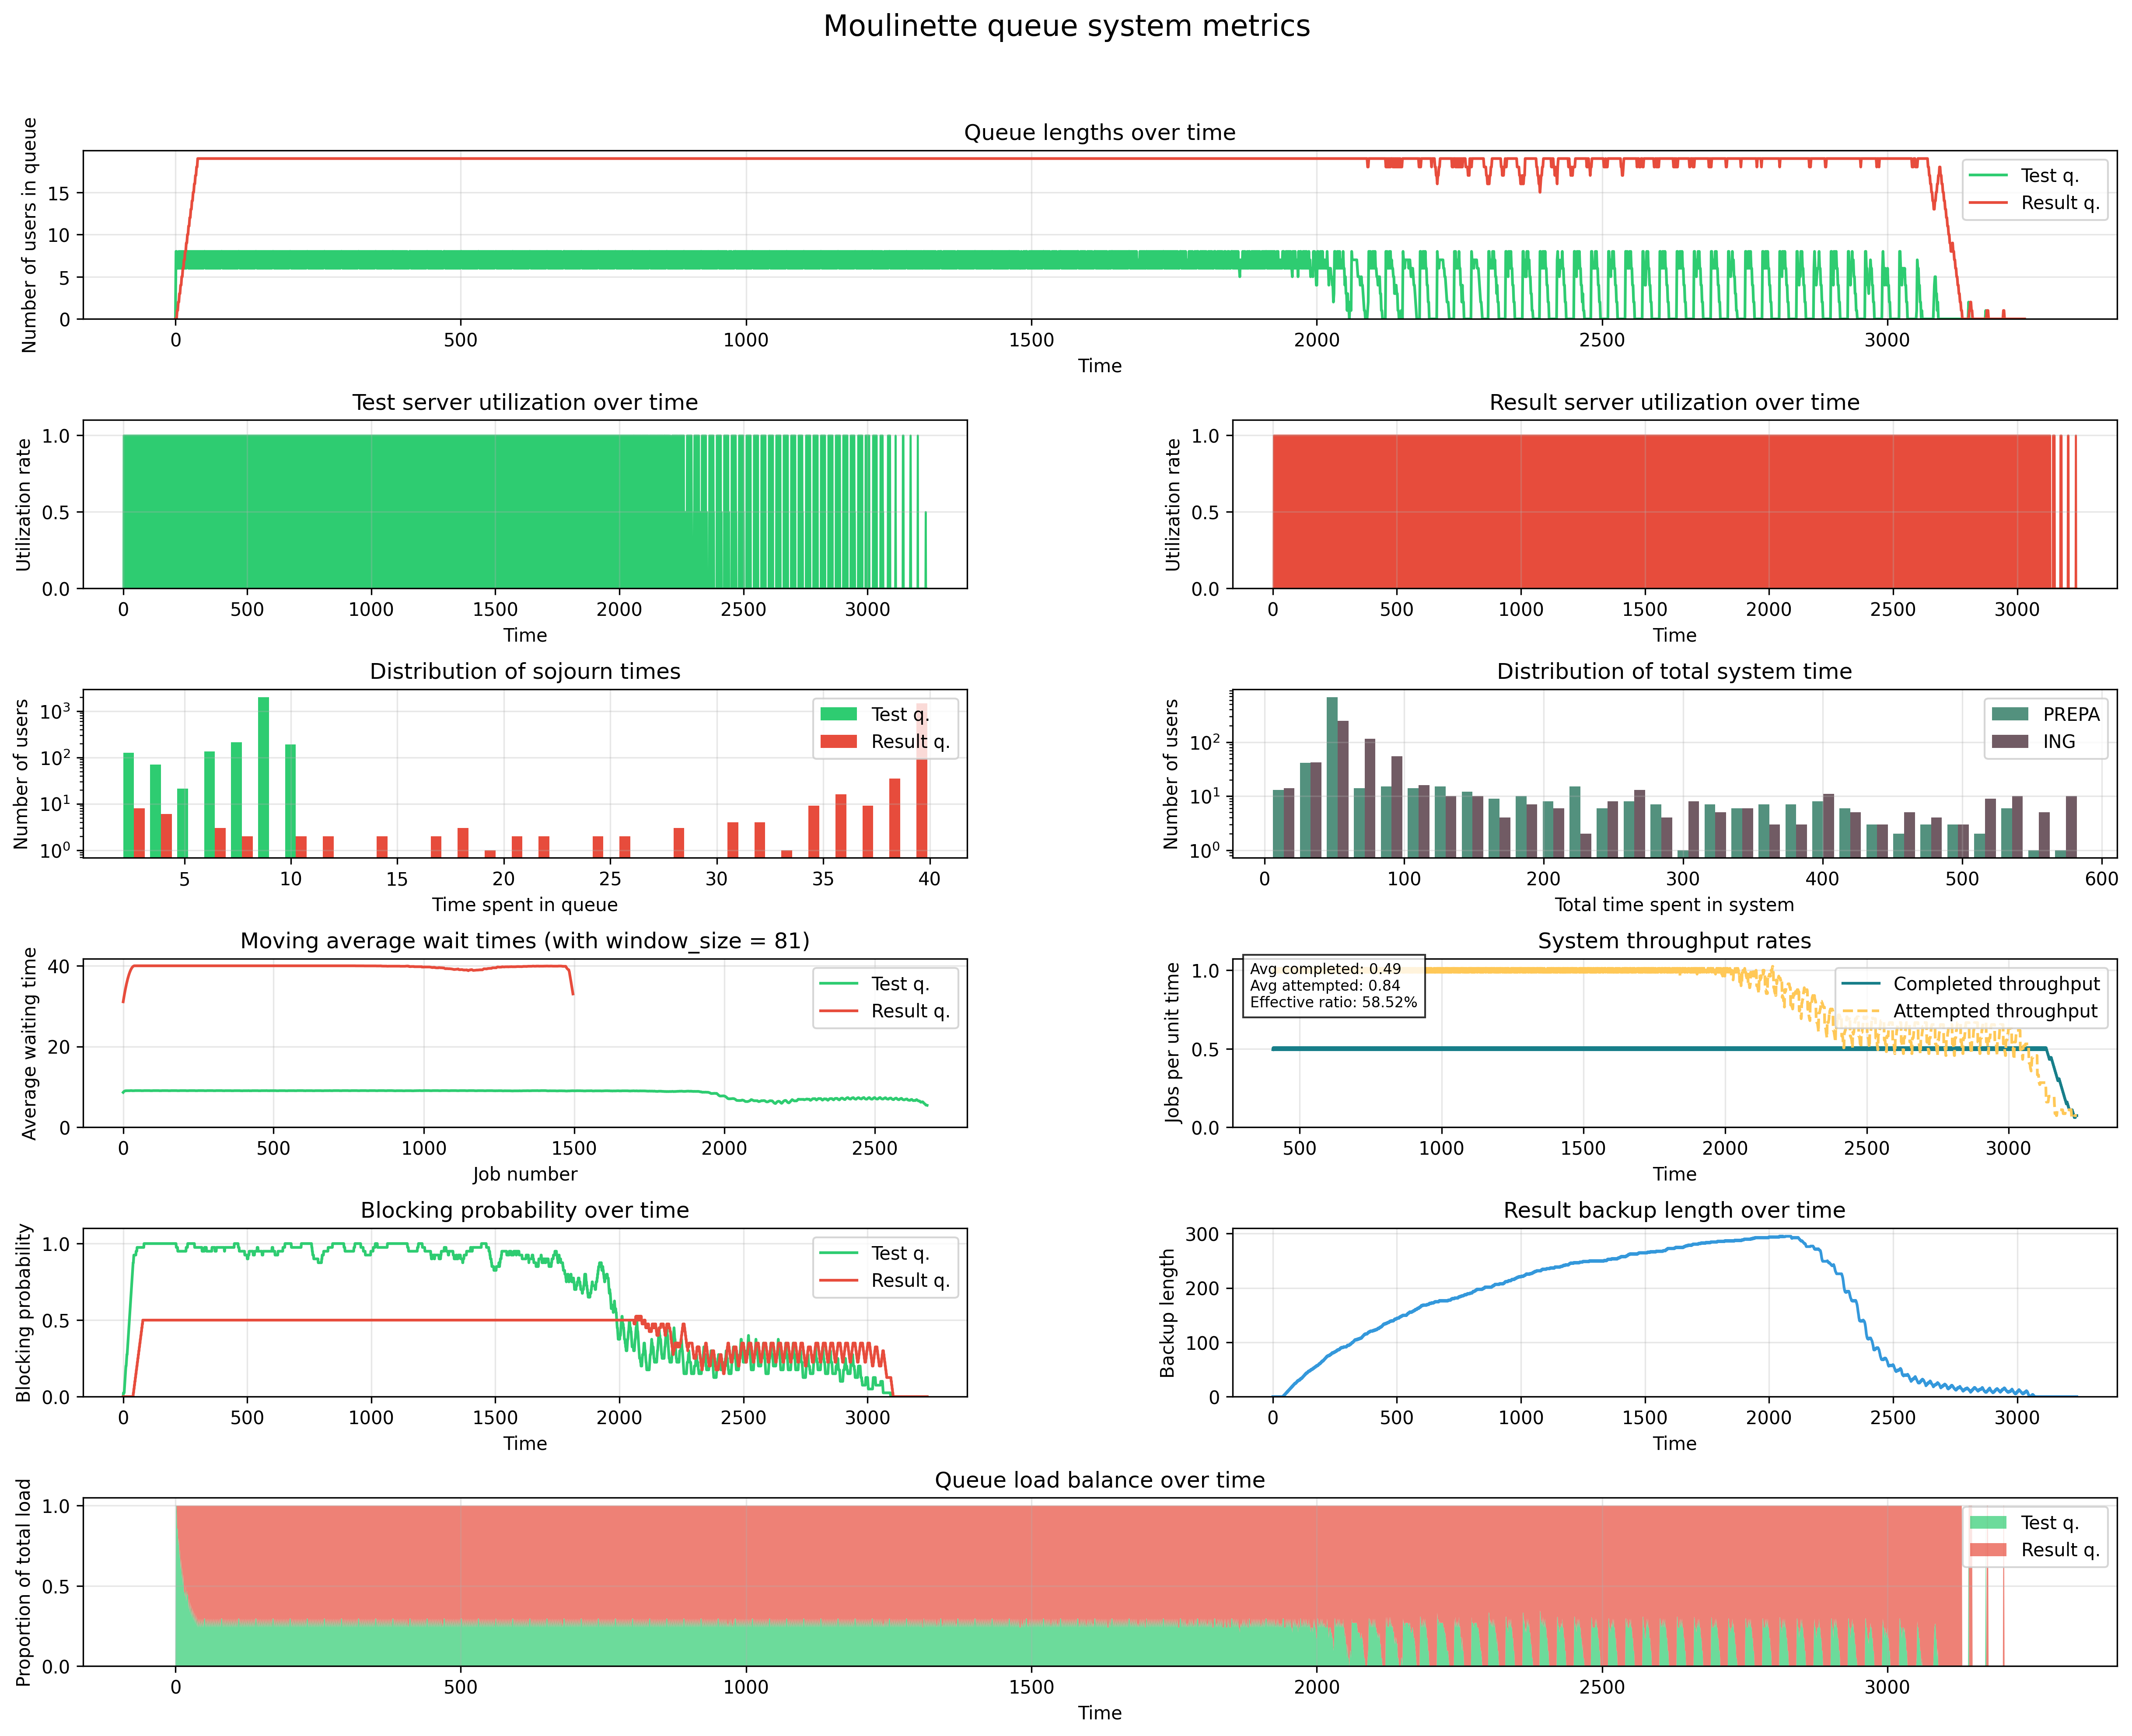 Moulinette queue system metrics
Queue lengths over time
Number of users in queue
15
10
5
0
Test q.
Result q.
0 500 1000 1500 2000 2500 3000
Time
Test server utilization over time
Utilization rate
1.0
0.5
0.0
0 500 1000 1500 2000 2500 3000
Time
Result server utilization over time
Utilization rate
1.0
0.5
0.0
0 500 1000 1500 2000 2500 3000
Time
Distribution of sojourn times
Number of users
10³
10²
10¹
10⁰
Test q.
Result q.
5 10 15 20 25 30 35 40
Time spent in queue
Distribution of total system time
Number of users
10²
10¹
10⁰
PREPA
ING
0 100 200 300 400 500 600
Total time spent in system
Moving average wait times (with window_size = 81)
Average waiting time
40
20
0
Test q.
Result q.
0 500 1000 1500 2000 2500
Job number
System throughput rates
Jobs per unit time
1.0
0.5
0.0
Avg completed: 0.49
Avg attempted: 0.84
Effective ratio: 58.52%
Completed throughput
Attempted throughput
500 1000 1500 2000 2500 3000
Time
Blocking probability over time
Blocking probability
1.0
0.5
0.0
Test q.
Result q.
0 500 1000 1500 2000 2500 3000
Time
Result backup length over time
Backup length
300
200
100
0
0 500 1000 1500 2000 2500 3000
Time
Queue load balance over time
Proportion of total load
1.0
0.5
0.0
Test q.
Result q.
0 500 1000 1500 2000 2500 3000
Time